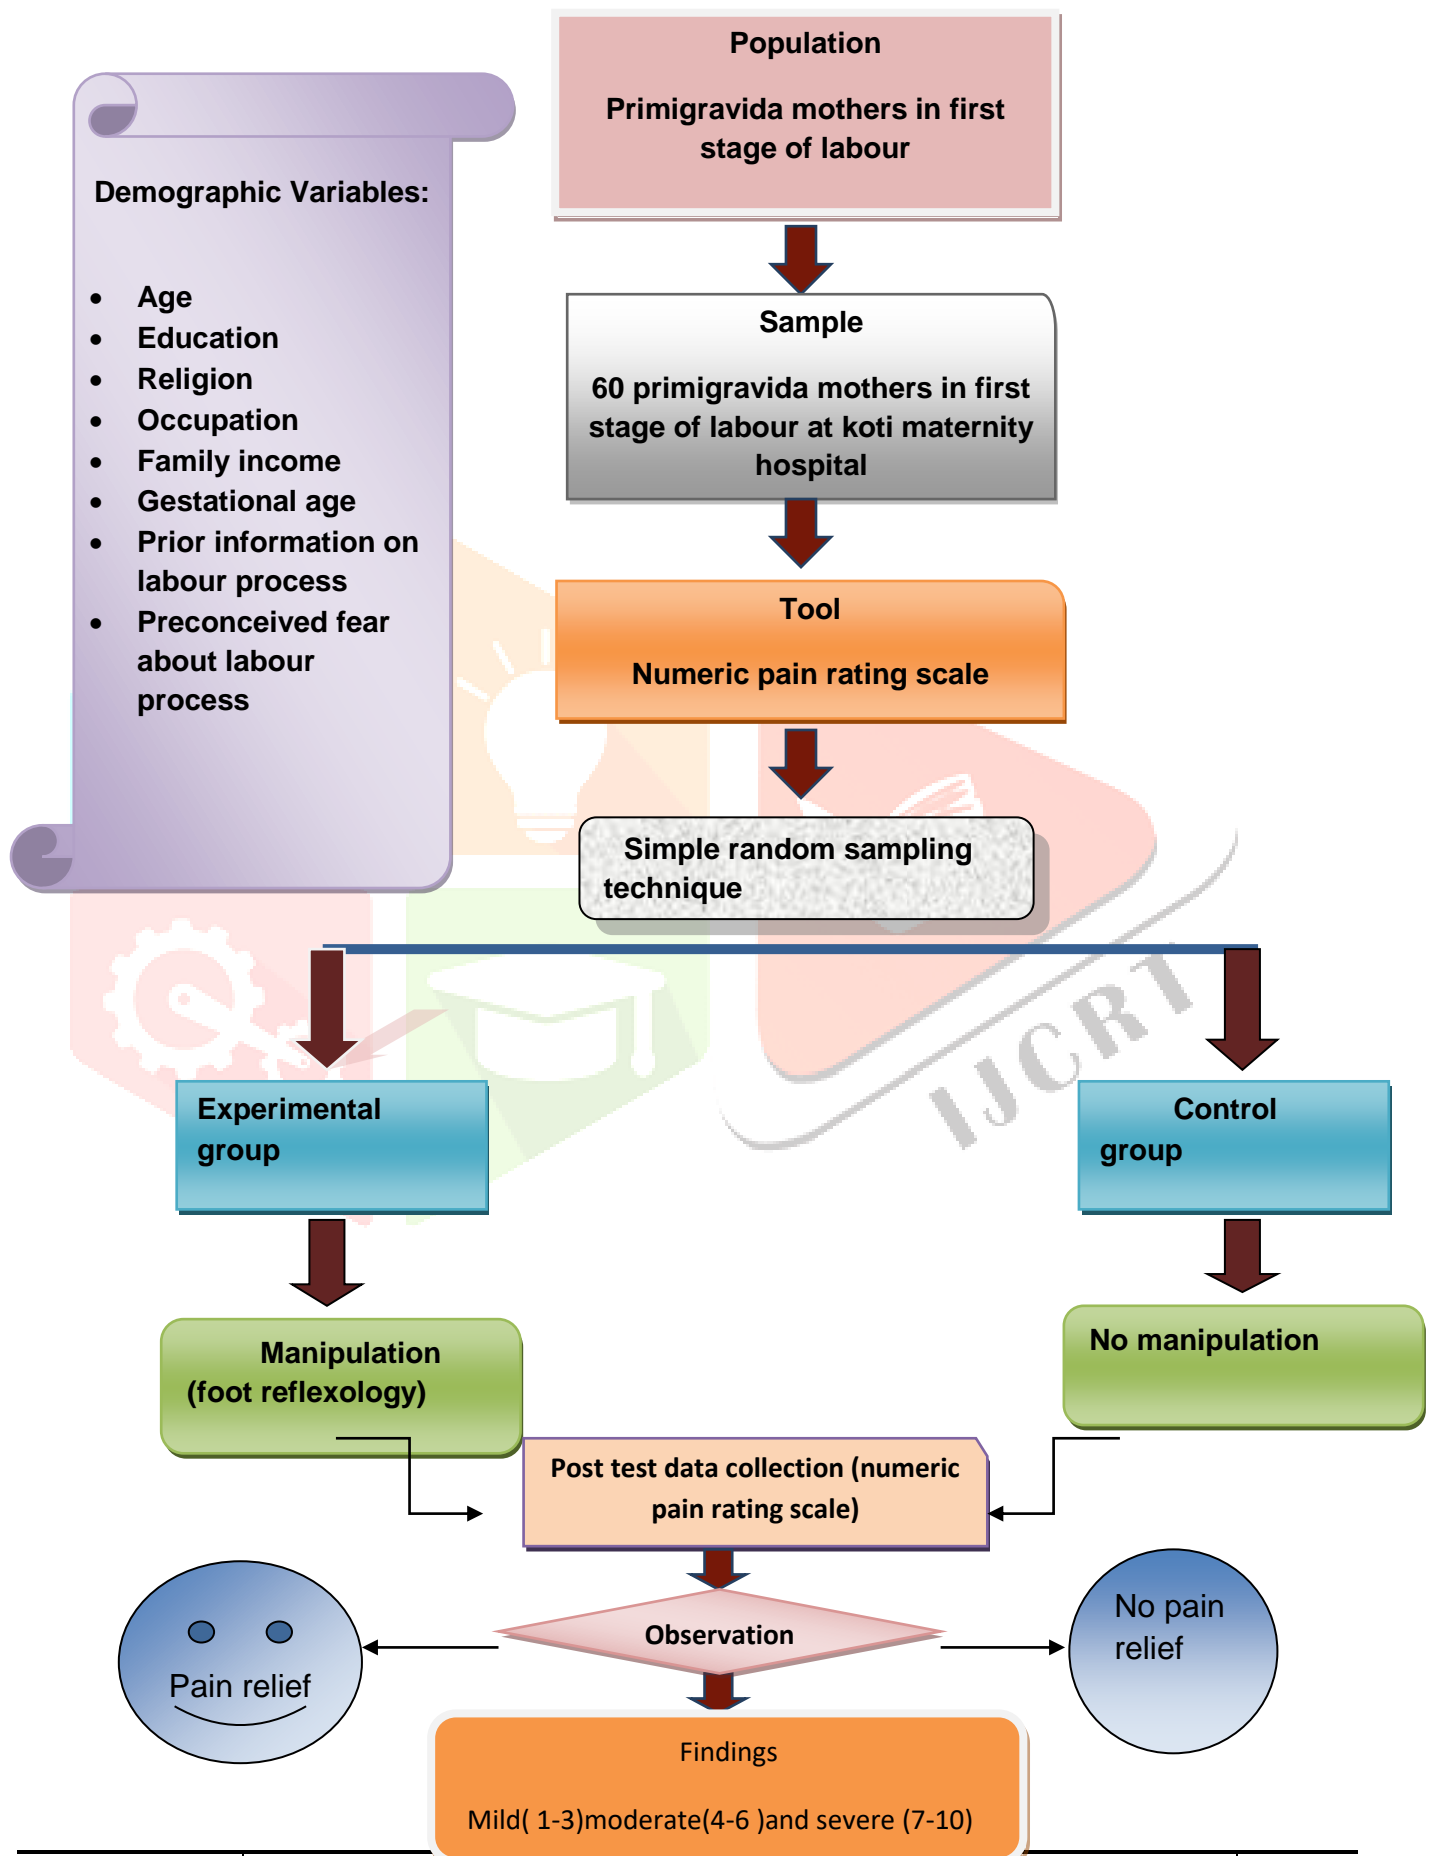 Population
Primigravida mothers in first
stage of labour
Demographic Variables:
• Age
• Education
• Religion
• Occupation
• Family income
• Gestational age
• Prior information on
labour process
• Preconceived fear
about labour
process
Sample
60 primigravida mothers in first
stage of labour at koti maternity
hospital
Tool
Numeric pain rating scale
Simple random sampling
technique
IJCRT
Experimental
group
Control
group
Manipulation
(foot reflexology)
No manipulation
Post test data collection (numeric
pain rating scale)
Observation
Pain relief
No pain
relief
Findings
Mild( 1-3)moderate(4-6 )and severe (7-10)